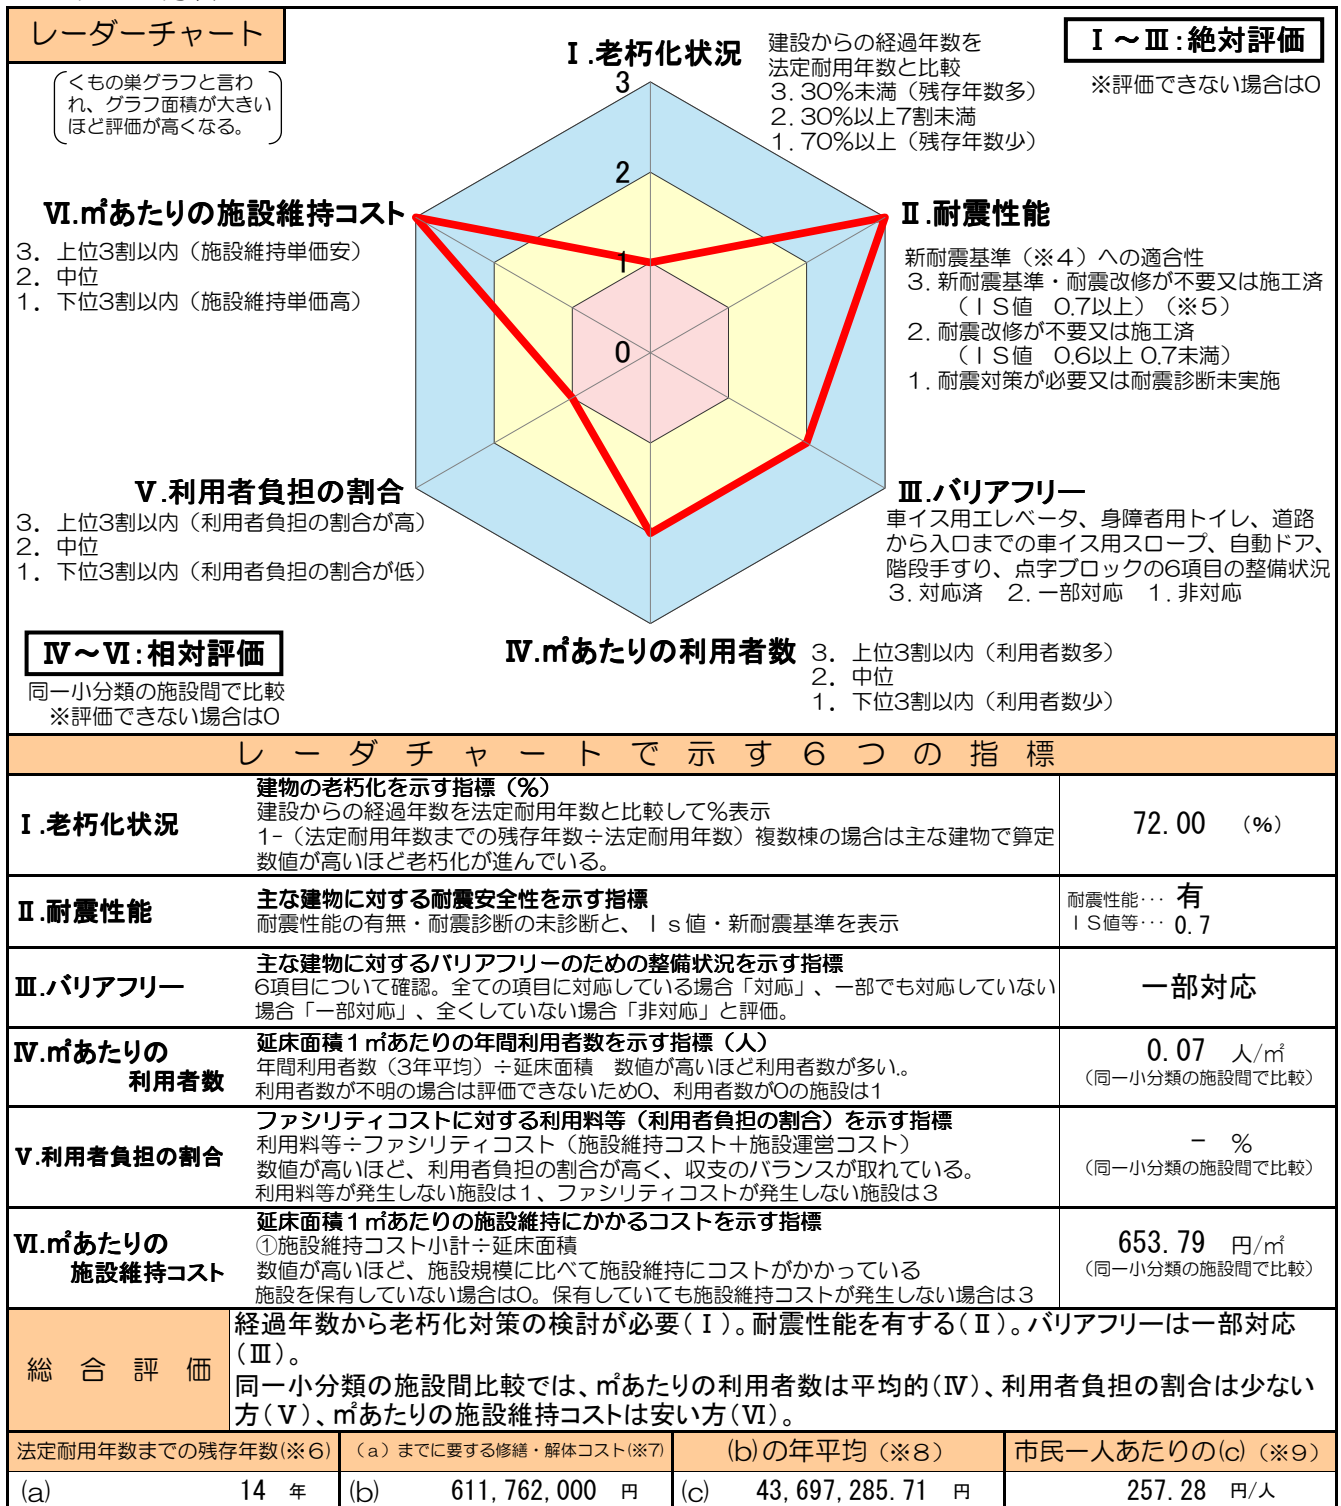 レーダーチャート
くもの巣グラフと言わ
れ、グラフ面積が大きい
ほど評価が高くなる。
Ⅰ.老朽化状況
建設からの経過年数を
法定耐用年数と比較
3.30%未満（残存年数多）
2.30%以上7割未満
1.70%以上（残存年数少）
Ⅰ～Ⅲ:絶対評価
※評価できない場合は0
3
2
1
0
Ⅵ.㎡あたりの施設維持コスト
3. 上位3割以内（施設維持単価安）
2. 中位
1. 下位3割以内（施設維持単価高）
Ⅱ.耐震性能
新耐震基準（※4）への適合性
3.新耐震基準・耐震改修が不要又は施工済
（ＩＳ値　0.7以上）（※5）
2.耐震改修が不要又は施工済
（ＩＳ値　0.6以上 0.7未満）
1.耐震対策が必要又は耐震診断未実施
Ⅴ.利用者負担の割合
3. 上位3割以内（利用者負担の割合が高）
2. 中位
1. 下位3割以内（利用者負担の割合が低）
Ⅲ.バリアフリー
車イス用エレベータ、身障者用トイレ、道路
から入口までの車イス用スロープ、自動ドア、
階段手すり、点字ブロックの6項目の整備状況
3.対応済　2.一部対応　1.非対応
Ⅳ～Ⅵ:相対評価
同一小分類の施設間で比較
※評価できない場合は0
Ⅳ.㎡あたりの利用者数
3. 上位3割以内（利用者数多）
2. 中位
1. 下位3割以内（利用者数少）
レーダチャートで示す６つの指標
Ⅰ.老朽化状況
建物の老朽化を示す指標（%）
建設からの経過年数を法定耐用年数と比較して%表示
1-（法定耐用年数までの残存年数÷法定耐用年数）複数棟の場合は主な建物で算定
数値が高いほど老朽化が進んでいる。
72.00　（%）
Ⅱ.耐震性能
主な建物に対する耐震安全性を示す指標
耐震性能の有無・耐震診断の未診断と、Ｉｓ値・新耐震基準を表示
耐震性能…　有
ＩＳ値等…　0.7
Ⅲ.バリアフリー
主な建物に対するバリアフリーのための整備状況を示す指標
6項目について確認。全ての項目に対応している場合「対応」、一部でも対応していない
場合「一部対応」、全くしていない場合「非対応」と評価。
一部対応
Ⅳ.㎡あたりの
利用者数
延床面積１㎡あたりの年間利用者数を示す指標（人）
年間利用者数（3年平均）÷延床面積　数値が高いほど利用者数が多い。
利用者数が不明の場合は評価できないため0、利用者数が0の施設は1
0.07　人/㎡
（同一小分類の施設間で比較）
Ⅴ.利用者負担の割合
ファシリティコストに対する利用料等（利用者負担の割合）を示す指標
利用料等÷ファシリティコスト（施設維持コスト＋施設運営コスト）
数値が高いほど、利用者負担の割合が高く、収支のバランスが取れている。
利用料等が発生しない施設は１、ファシリティコストが発生しない施設は３
-　%
（同一小分類の施設間で比較）
Ⅵ.㎡あたりの
施設維持コスト
延床面積１㎡あたりの施設維持にかかるコストを示す指標
①施設維持コスト小計÷延床面積
数値が高いほど、施設規模に比べて施設維持にコストがかかっている
施設を保有していない場合は0。保有していても施設維持コストが発生しない場合は３
653.79　円/㎡
（同一小分類の施設間で比較）
総合評価
経過年数から老朽化対策の検討が必要(Ⅰ)。耐震性能を有する(Ⅱ)。バリアフリーは一部対応
(Ⅲ)。
同一小分類の施設間比較では、㎡あたりの利用者数は平均的(Ⅳ)、利用者負担の割合は少ない
方(Ⅴ)、㎡あたりの施設維持コストは安い方(Ⅵ)。
法定耐用年数までの残存年数(※6)　（a）までに要する修繕・解体コスト(※7)　(b)の年平均（※8）　市民一人あたりの(c)（※9）
(a)　14　年　(b)　611,762,000　円　(c)　43,697,285.71　円　257.28　円/人